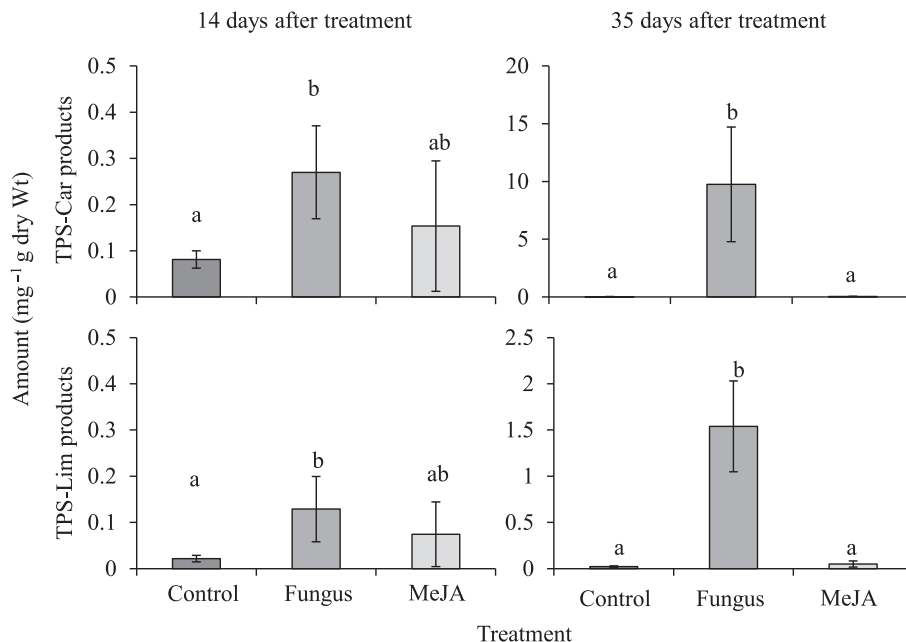 14 days after treatment
35 days after treatment
Amount (mg⁻¹ g dry Wt)
TPS-Car products
0.5
0.4
0.3
0.2
0.1
0
a
b
ab
20
15
10
5
0
a
b
a
TPS-Lim products
0.5
0.4
0.3
0.2
0.1
0
a
b
ab
Control
Fungus
MeJA
2.5
2
1.5
1
0.5
0
a
b
a
Control
Fungus
MeJA
Treatment